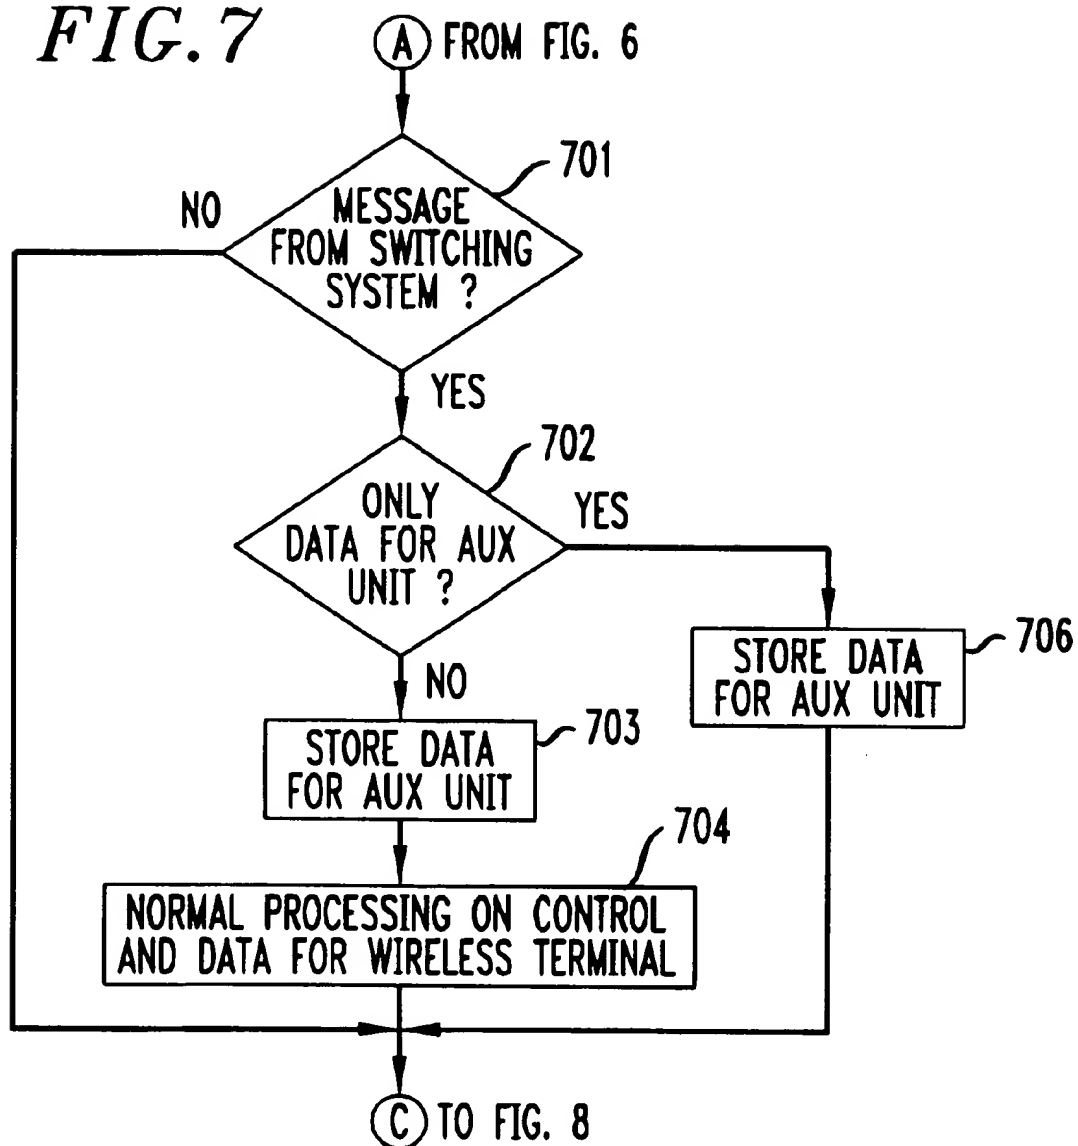 FIG. 7
A FROM FIG. 6
701
NO
MESSAGE
FROM SWITCHING
SYSTEM ?
YES
702
ONLY
DATA FOR AUX
UNIT ?
YES
706
STORE DATA
FOR AUX UNIT
NO
703
STORE DATA
FOR AUX UNIT
704
NORMAL PROCESSING ON CONTROL
AND DATA FOR WIRELESS TERMINAL
C TO FIG. 8